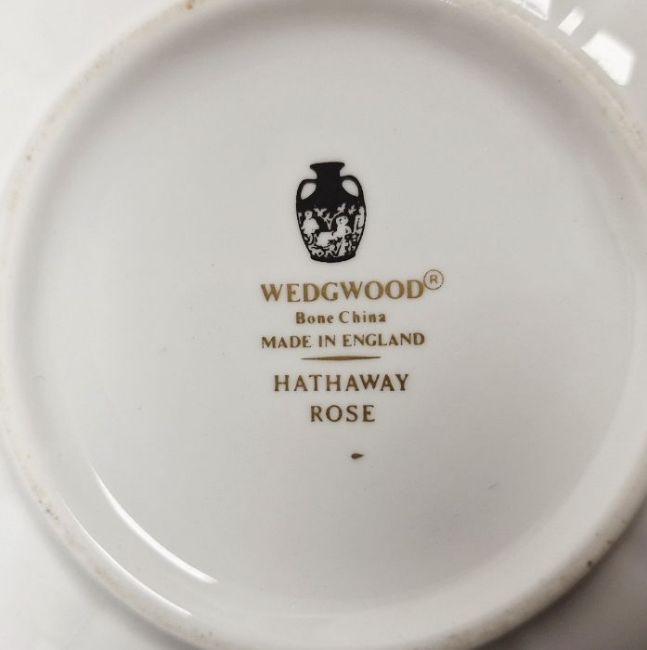 WEDGWOOD®
Bone China
MADE IN ENGLAND
HATHAWAY
ROSE